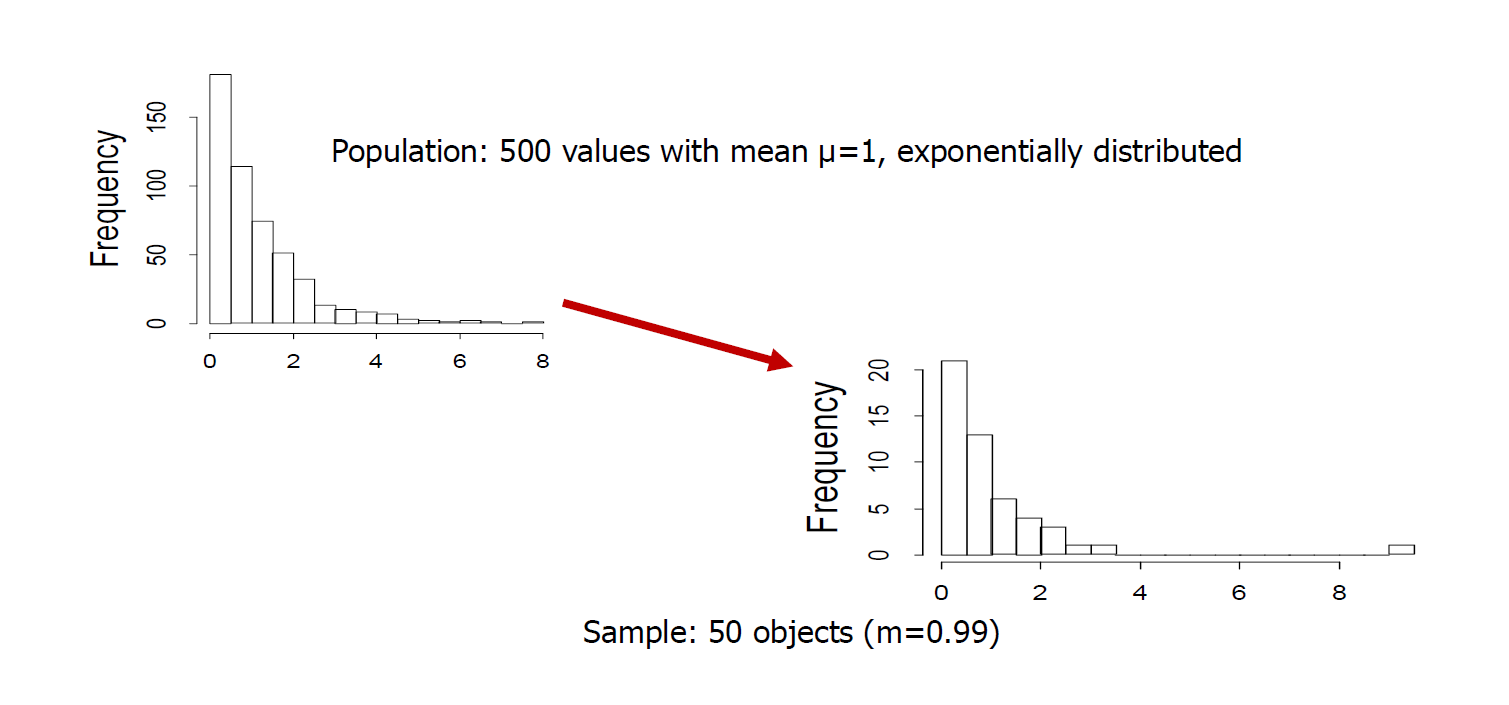 Frequency
150
100
50
0
0 2 4 6 8
Population: 500 values with mean µ=1, exponentially distributed
Frequency
20
15
10
5
0
0 2 4 6 8
Sample: 50 objects (m=0.99)